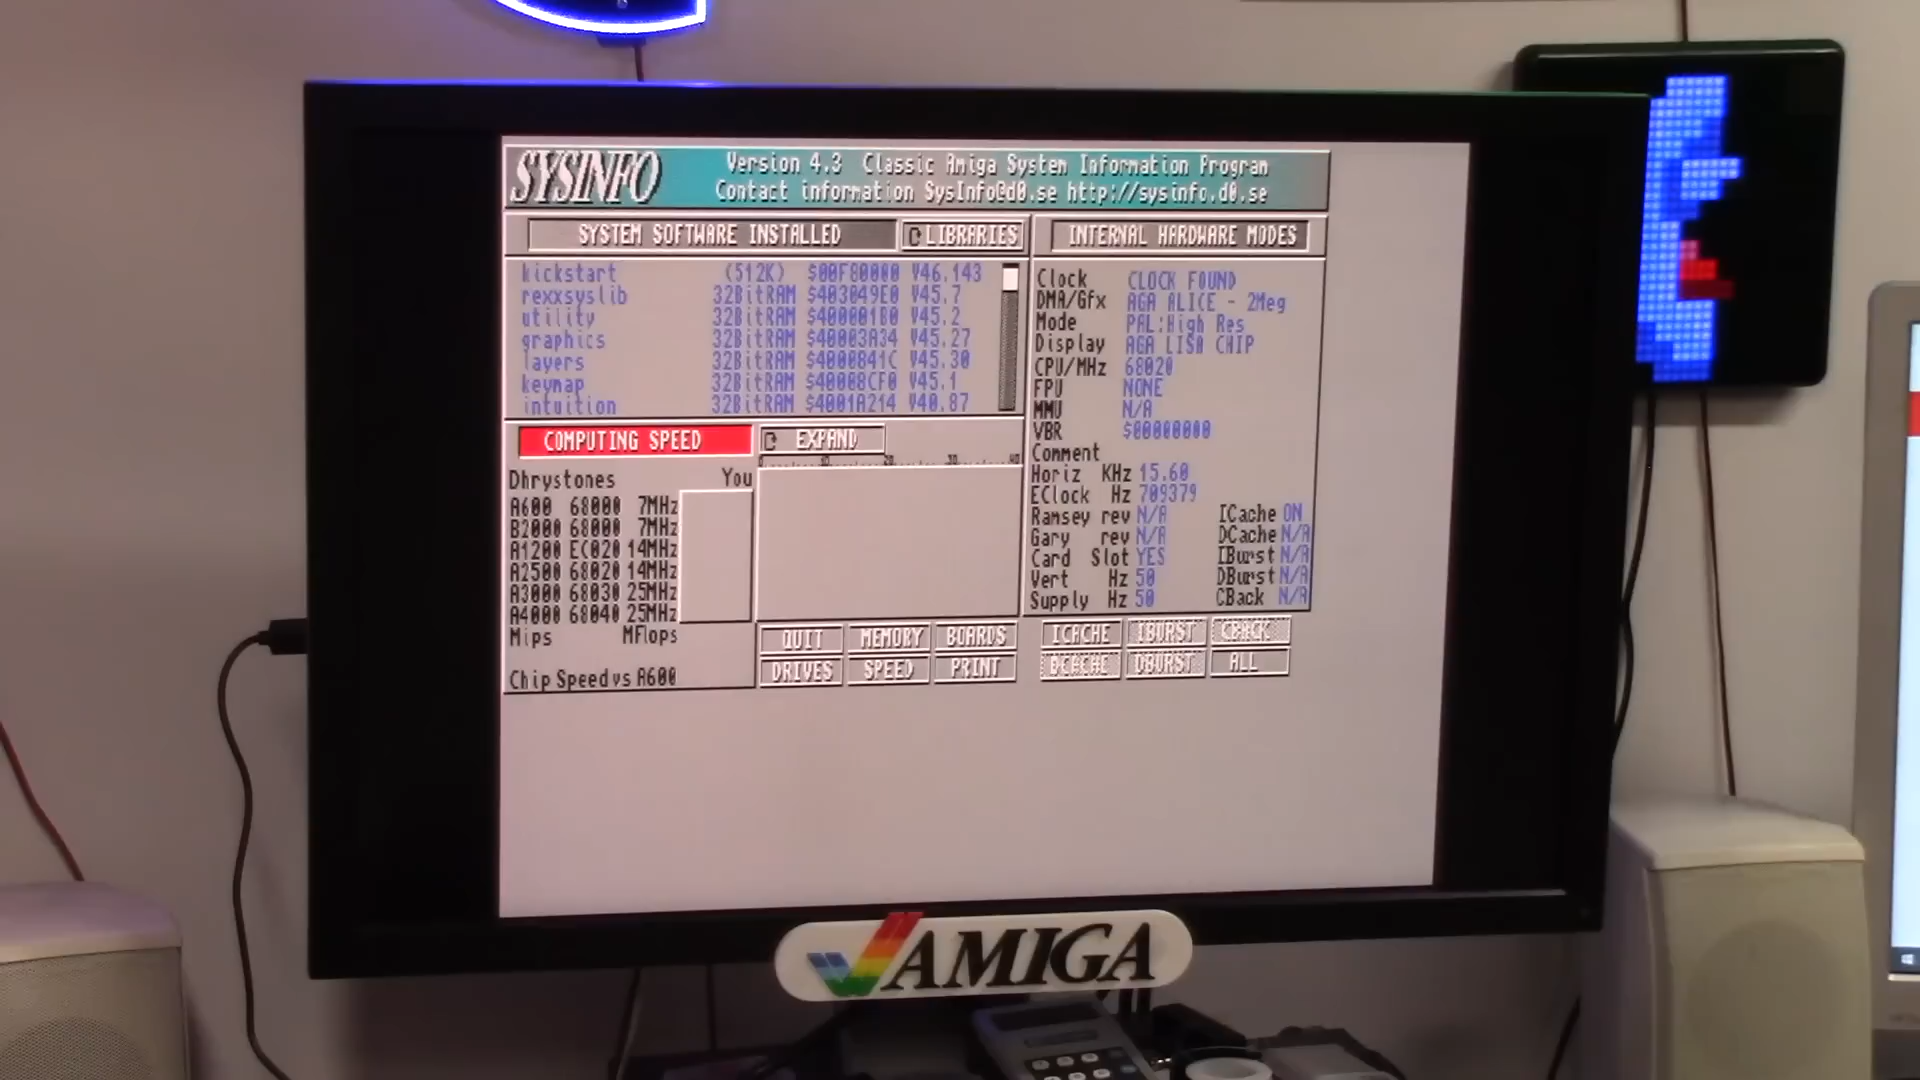 SYSINFO
Version 4.3 Classic Amiga System Information Program
Contact information SysInfo@d0.se http://sysinfo.d0.se
SYSTEM SOFTWARE INSTALLED
LIBRARIES
kickstart (512K) $00F80000 V46.143
rexxsyslib 32BitRAM $403049E0 V45.7
utility 32BitRAM $400001B0 V45.2
graphics 32BitRAM $40003A34 V45.27
layers 32BitRAM $4000841C V45.30
keymap 32BitRAM $40008CF0 V45.1
intuition 32BitRAM $4001A214 V40.87
INTERNAL HARDWARE MODES
Clock CLOCK FOUND
DMA/Gfx AGA ALICE - 2Meg
Mode PAL:High Res
Display AGA LISA CHIP
CPU/MHz 68020
FPU NONE
MMU N/A
VBR $00000000
Comment
Horiz KHz 15.60
EClock Hz 709379
Ramsey rev N/A ICache ON
Gary rev N/A DCache N/A
Card Slot YES IBurst N/A
Vert Hz 50 DBurst N/A
Supply Hz 50 CBack N/A
COMPUTING SPEED
EXPAND
Dhrystones You
A600 68000 7MHz
B2000 68000 7MHz
A1200 EC020 14MHz
A2500 68020 14MHz
A3000 68030 25MHz
A4000 68040 25MHz
Mips MFlops
Chip Speed vs A600
QUIT MEMORY BOARDS
DRIVES SPEED PRINT
ICACHE IBURST CBACK
DCACHE DBURST ALL
AMIGA